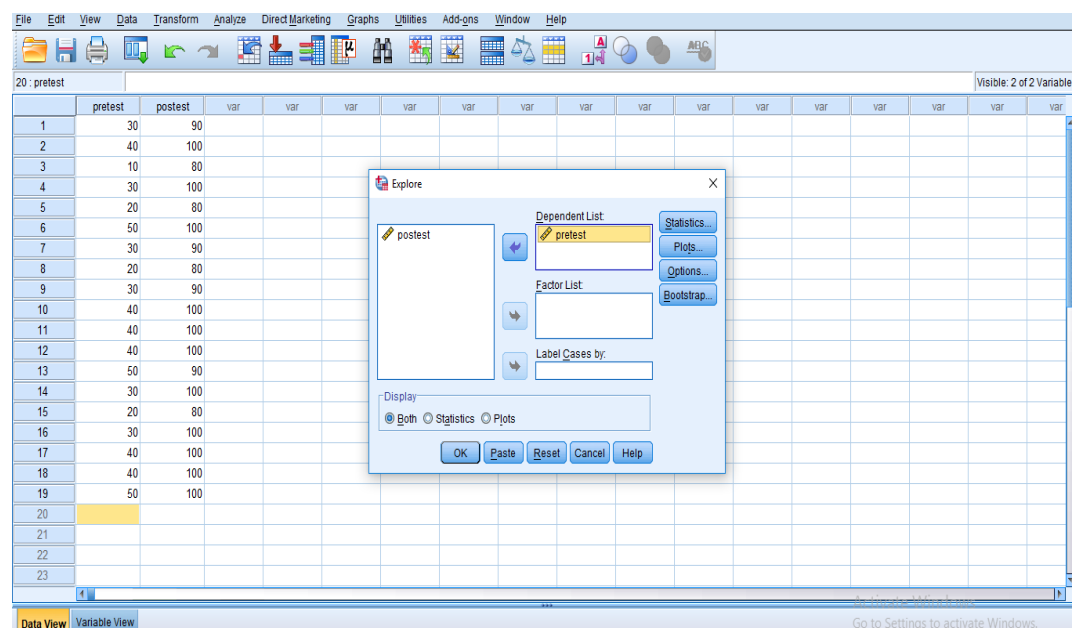 File Edit View Data Transform Analyze Direct Marketing Graphs Utilities Add-ons Window Help
20 : pretest
Visible: 2 of 2 Variable
pretest postest var var var var var var var var var var var var var var var
1 30 90
2 40 100
3 10 80
4 30 100
5 20 80
6 50 100
7 30 90
8 20 80
9 30 90
10 40 100
11 40 100
12 40 100
13 50 90
14 30 100
15 20 80
16 30 100
17 40 100
18 40 100
19 50 100
20
21
22
23
Explore
postest
Dependent List:
pretest
Factor List:
Label Cases by:
Statistics...
Plots...
Options...
Bootstrap...
Display
Both Statistics Plots
OK Paste Reset Cancel Help
Data View Variable View
Activate Windows
Go to Settings to activate Windows.